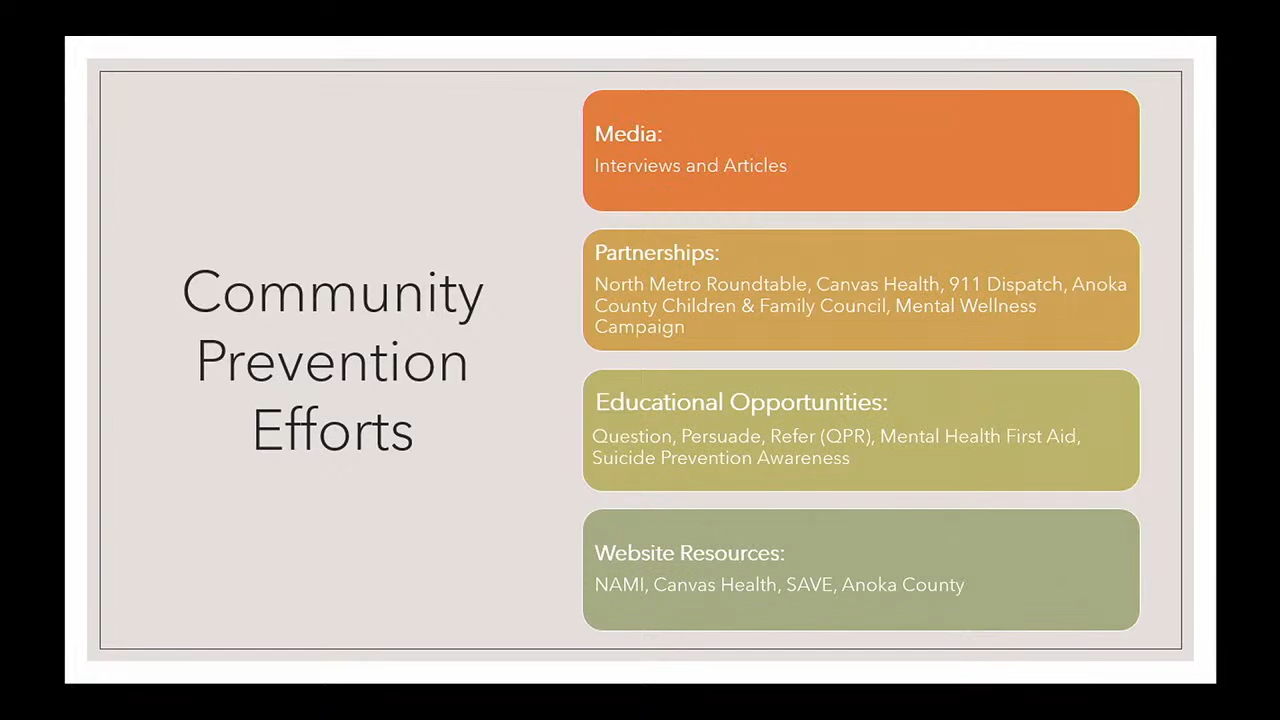 Community
Prevention
Efforts
Media:
Interviews and Articles
Partnerships:
North Metro Roundtable, Canvas Health, 911 Dispatch, Anoka
County Children & Family Council, Mental Wellness
Campaign
Educational Opportunities:
Question, Persuade, Refer (QPR), Mental Health First Aid,
Suicide Prevention Awareness
Website Resources:
NAMI, Canvas Health, SAVE, Anoka County